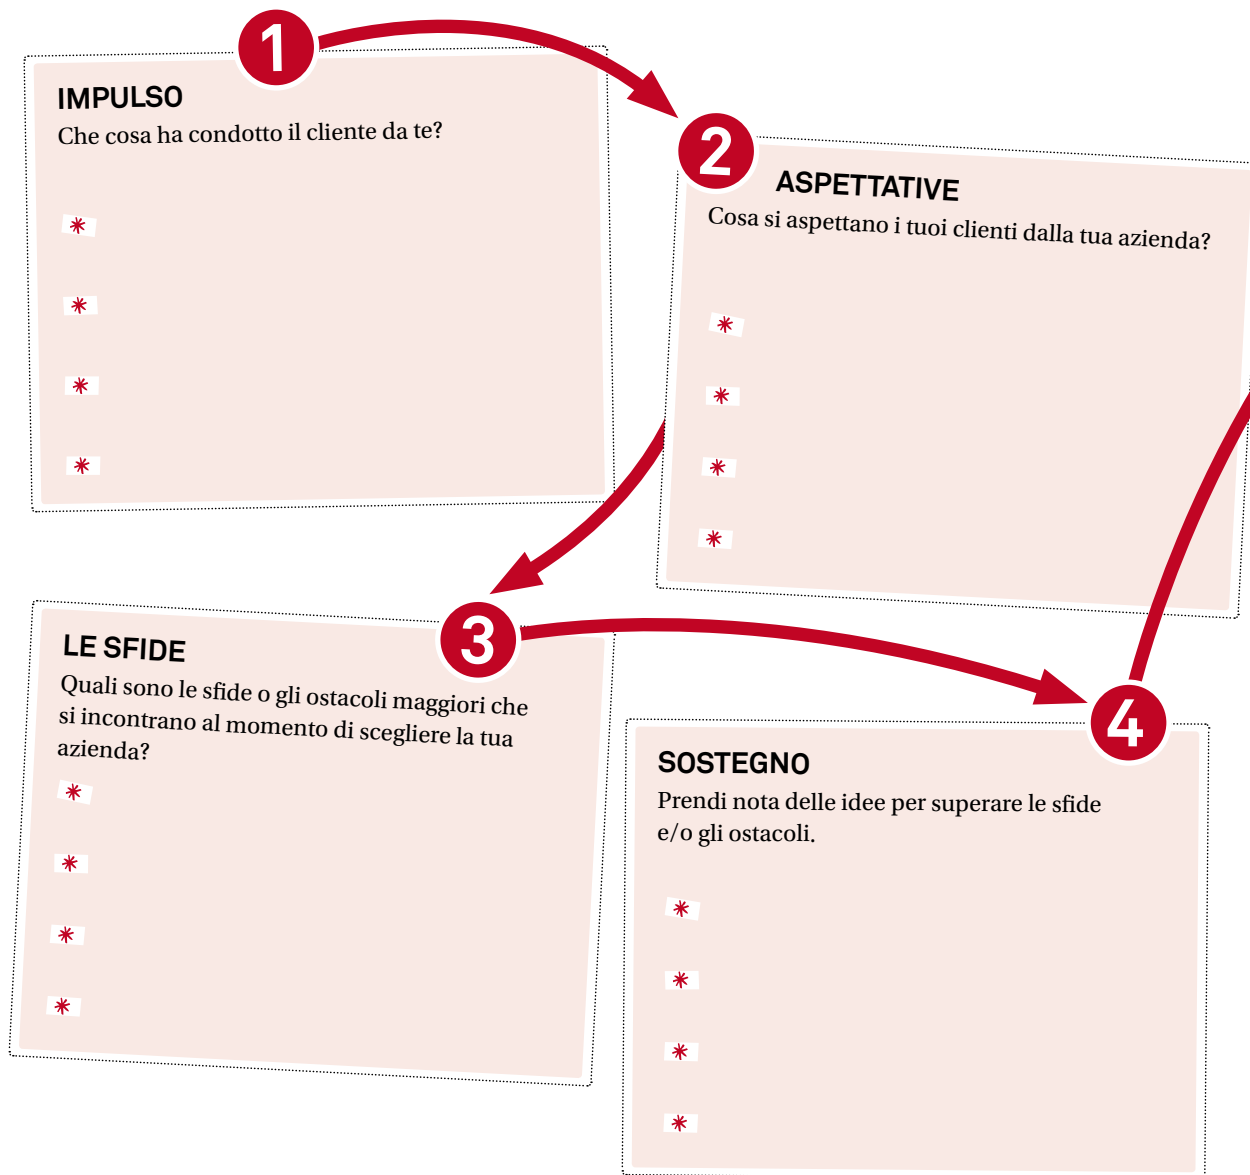 1
IMPULSO
Che cosa ha condotto il cliente da te?
2
ASPETTATIVE
Cosa si aspettano i tuoi clienti dalla tua azienda?
3
LE SFIDE
Quali sono le sfide o gli ostacoli maggiori che
si incontrano al momento di scegliere la tua
azienda?
4
SOSTEGNO
Prendi nota delle idee per superare le sfide
e/o gli ostacoli.